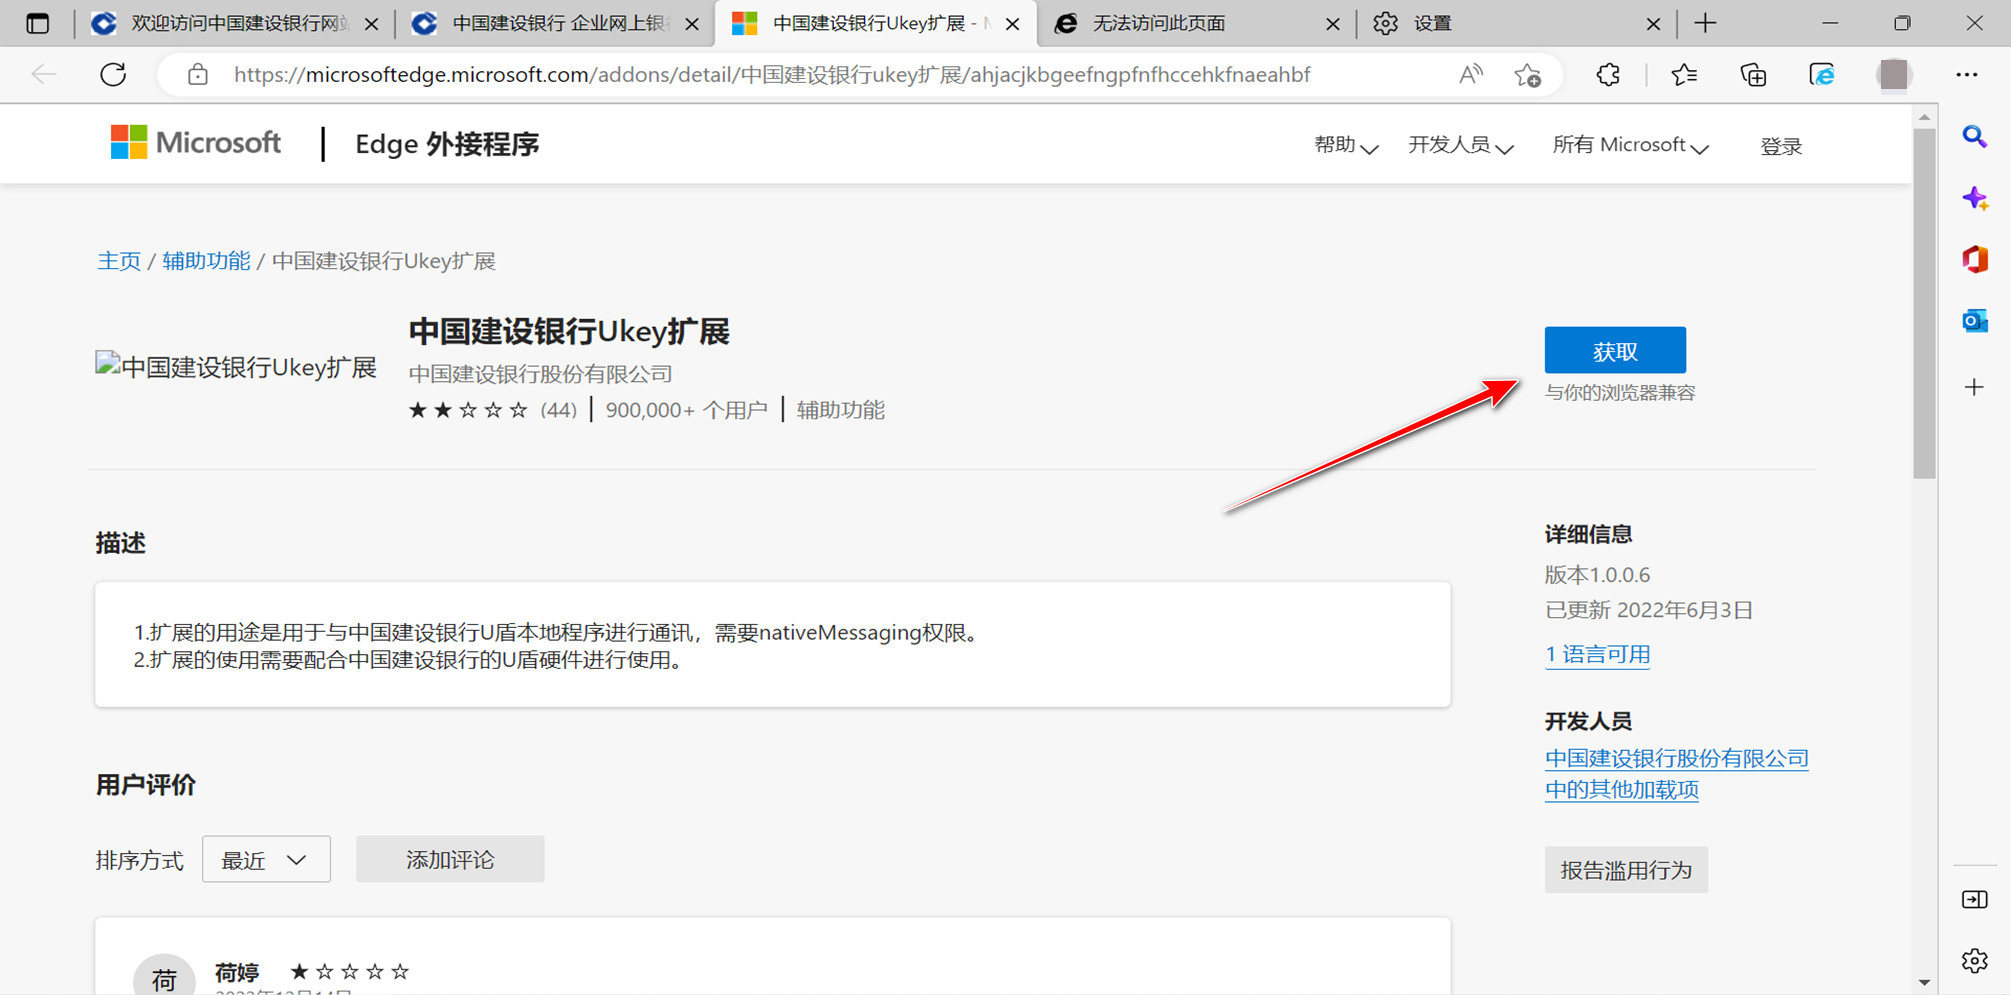 欢迎访问中国建设银行网站
中国建设银行 企业网上银行
中国建设银行Ukey扩展 - M
无法访问此页面
设置
https://microsoftedge.microsoft.com/addons/detail/中国建设银行ukey扩展/ahjacjkbgeefngpfnfhccehkfnaeahbf
Microsoft
Edge 外接程序
帮助
开发人员
所有 Microsoft
登录
主页 / 辅助功能 / 中国建设银行Ukey扩展
中国建设银行Ukey扩展
中国建设银行Ukey扩展
中国建设银行股份有限公司
(44)
900,000+ 个用户
辅助功能
获取
与你的浏览器兼容
描述
1.扩展的用途是用于与中国建设银行U盾本地程序进行通讯，需要nativeMessaging权限。
2.扩展的使用需要配合中国建设银行的U盾硬件进行使用。
详细信息
版本1.0.0.6
已更新 2022年6月3日
1 语言可用
开发人员
中国建设银行股份有限公司
中的其他加载项
报告滥用行为
用户评价
排序方式
最近
添加评论
荷
荷婷